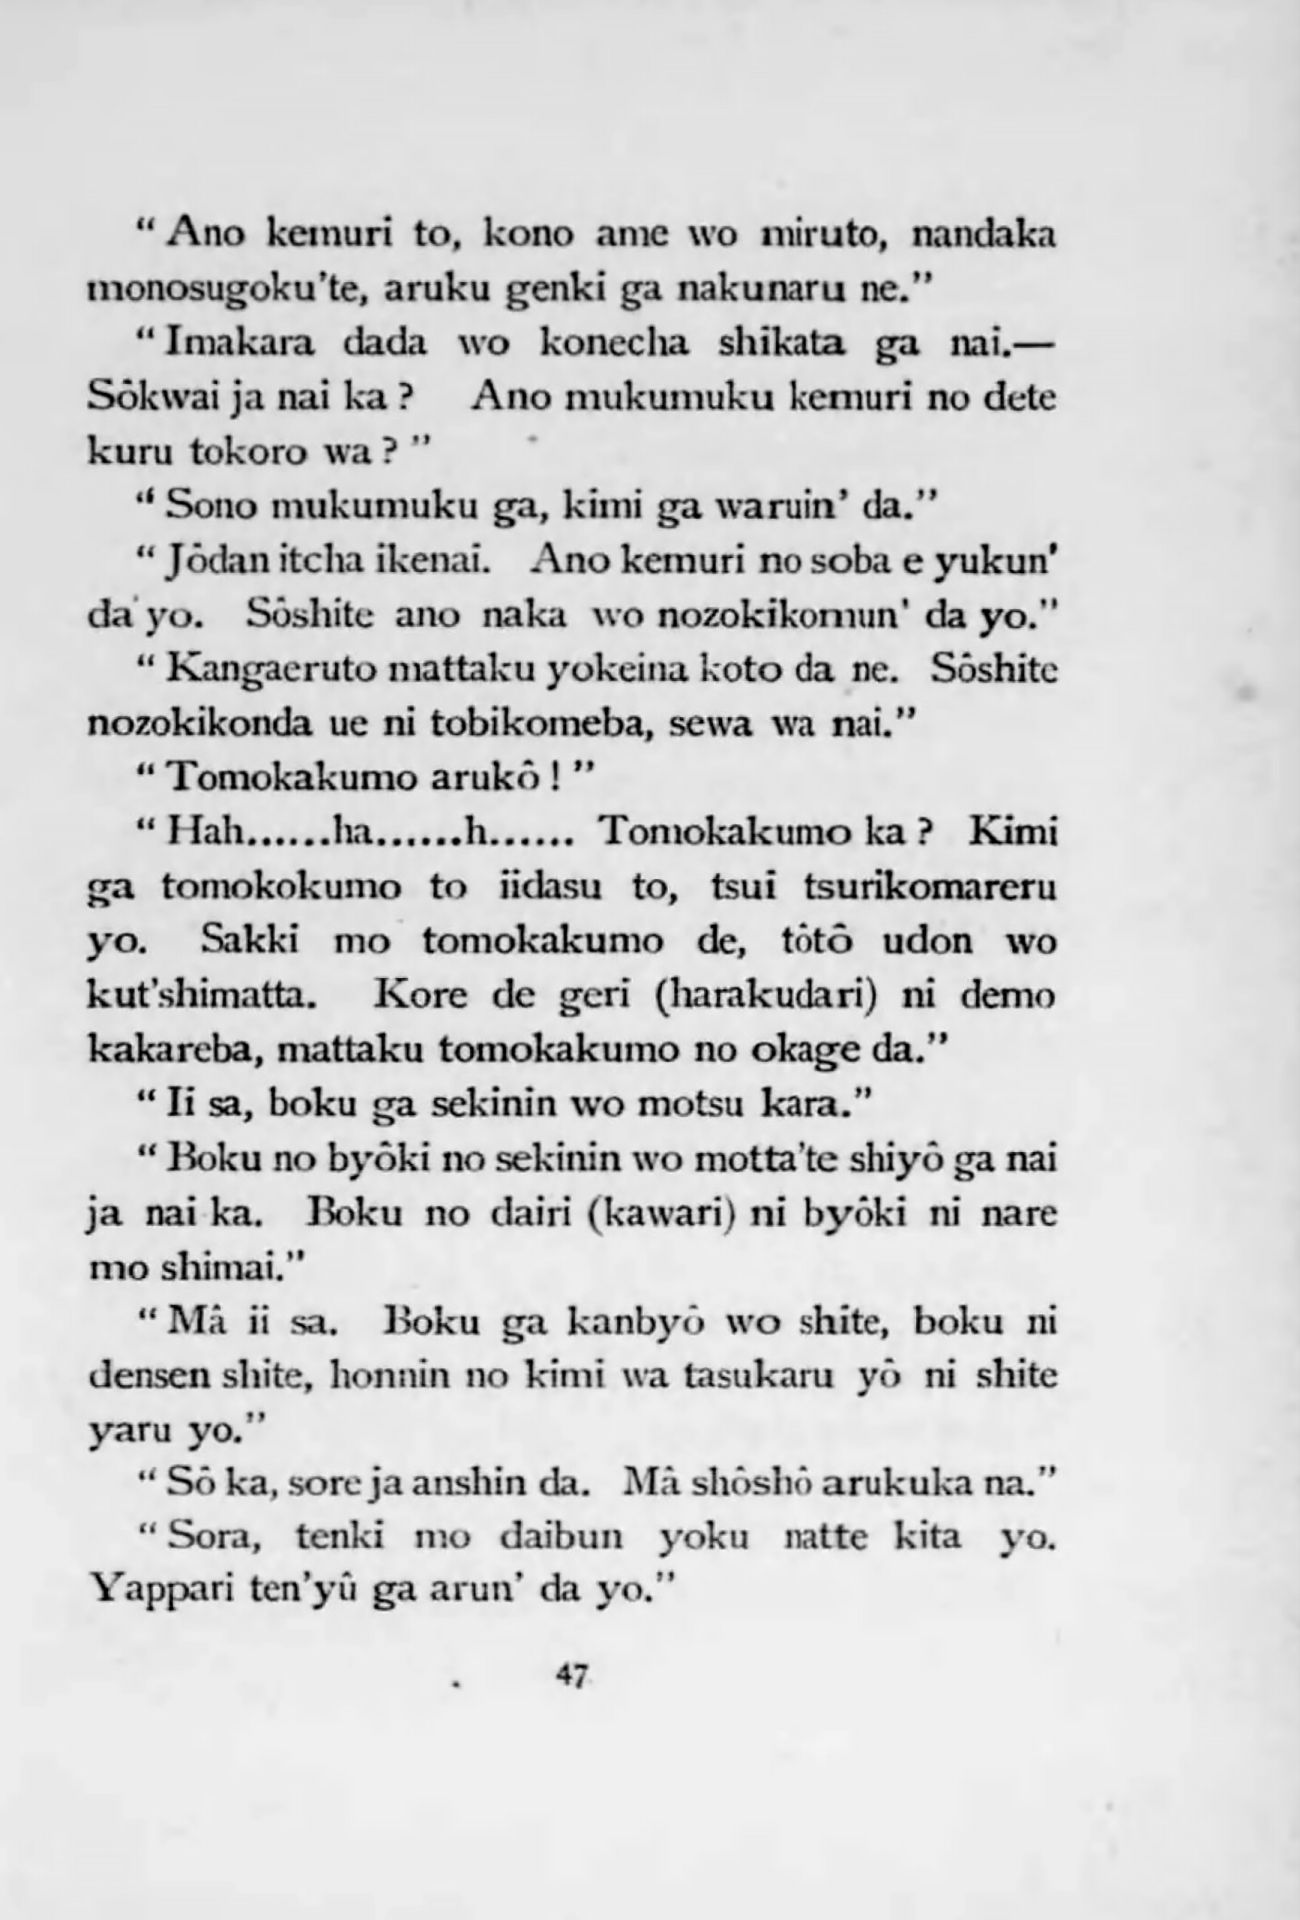 “ Ano kemuri to, kono ame wo miruto, nandaka
monosugoku’te, aruku genki ga nakunaru ne.”
“ Imakara dada wo konecha shikata ga nai.—
Sôkwai ja nai ka ? Ano mukumuku kemuri no dete
kuru tokoro wa ? ”
“ Sono mukumuku ga, kimi ga waruin’ da.”
“ Jôdan itcha ikenai. Ano kemuri no soba e yukun’
da yo. Sôshite ano naka wo nozokikomun’ da yo.”
“ Kangaeruto mattaku yokeina koto da ne. Sôshite
nozokikonda ue ni tobikomeba, sewa wa nai.”
“ Tomokakumo arukô ! ”
“ Hah......ha......h...... Tomokakumo ka ? Kimi
ga tomokokumo to iidasu to, tsui tsurikomareru
yo. Sakki mo tomokakumo de, tôtô udon wo
kut’shimatta. Kore de geri (harakudari) ni demo
kakareba, mattaku tomokakumo no okage da.”
“ Ii sa, boku ga sekinin wo motsu kara.”
“ Boku no byôki no sekinin wo motta’te shiyô ga nai
ja nai ka. Boku no dairi (kawari) ni byôki ni nare
mo shimai.”
“ Mâ ii sa. Boku ga kanbyô wo shite, boku ni
densen shite, honnin no kimi wa tasukaru yô ni shite
yaru yo.”
“ Sô ka, sore ja anshin da. Mâ shôshô arukuka na.”
“ Sora, tenki mo daibun yoku natte kita yo.
Yappari ten’yû ga arun’ da yo.”
47